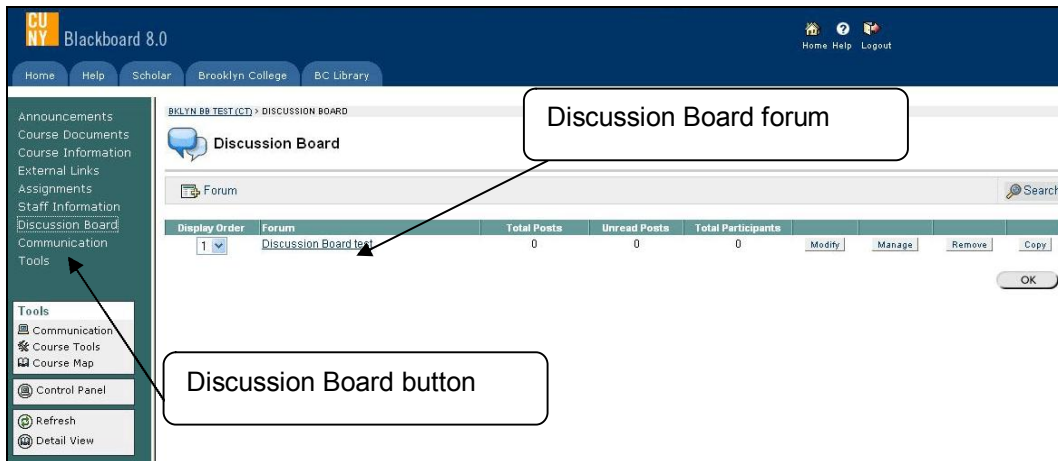 CU
NY Blackboard 8.0
Home Help Logout
Home Help Scholar Brooklyn College BC Library
Announcements
Course Documents
Course Information
External Links
Assignments
Staff Information
Discussion Board
Communication
Tools
Tools
Communication
Course Tools
Course Map
Control Panel
Refresh
Detail View
BKLYN BB TEST (CT) > DISCUSSION BOARD
Discussion Board
Discussion Board forum
Forum Search
Display Order Forum Total Posts Unread Posts Total Participants
1 Discussion Board test 0 0 0 Modify Manage Remove Copy
OK
Discussion Board button